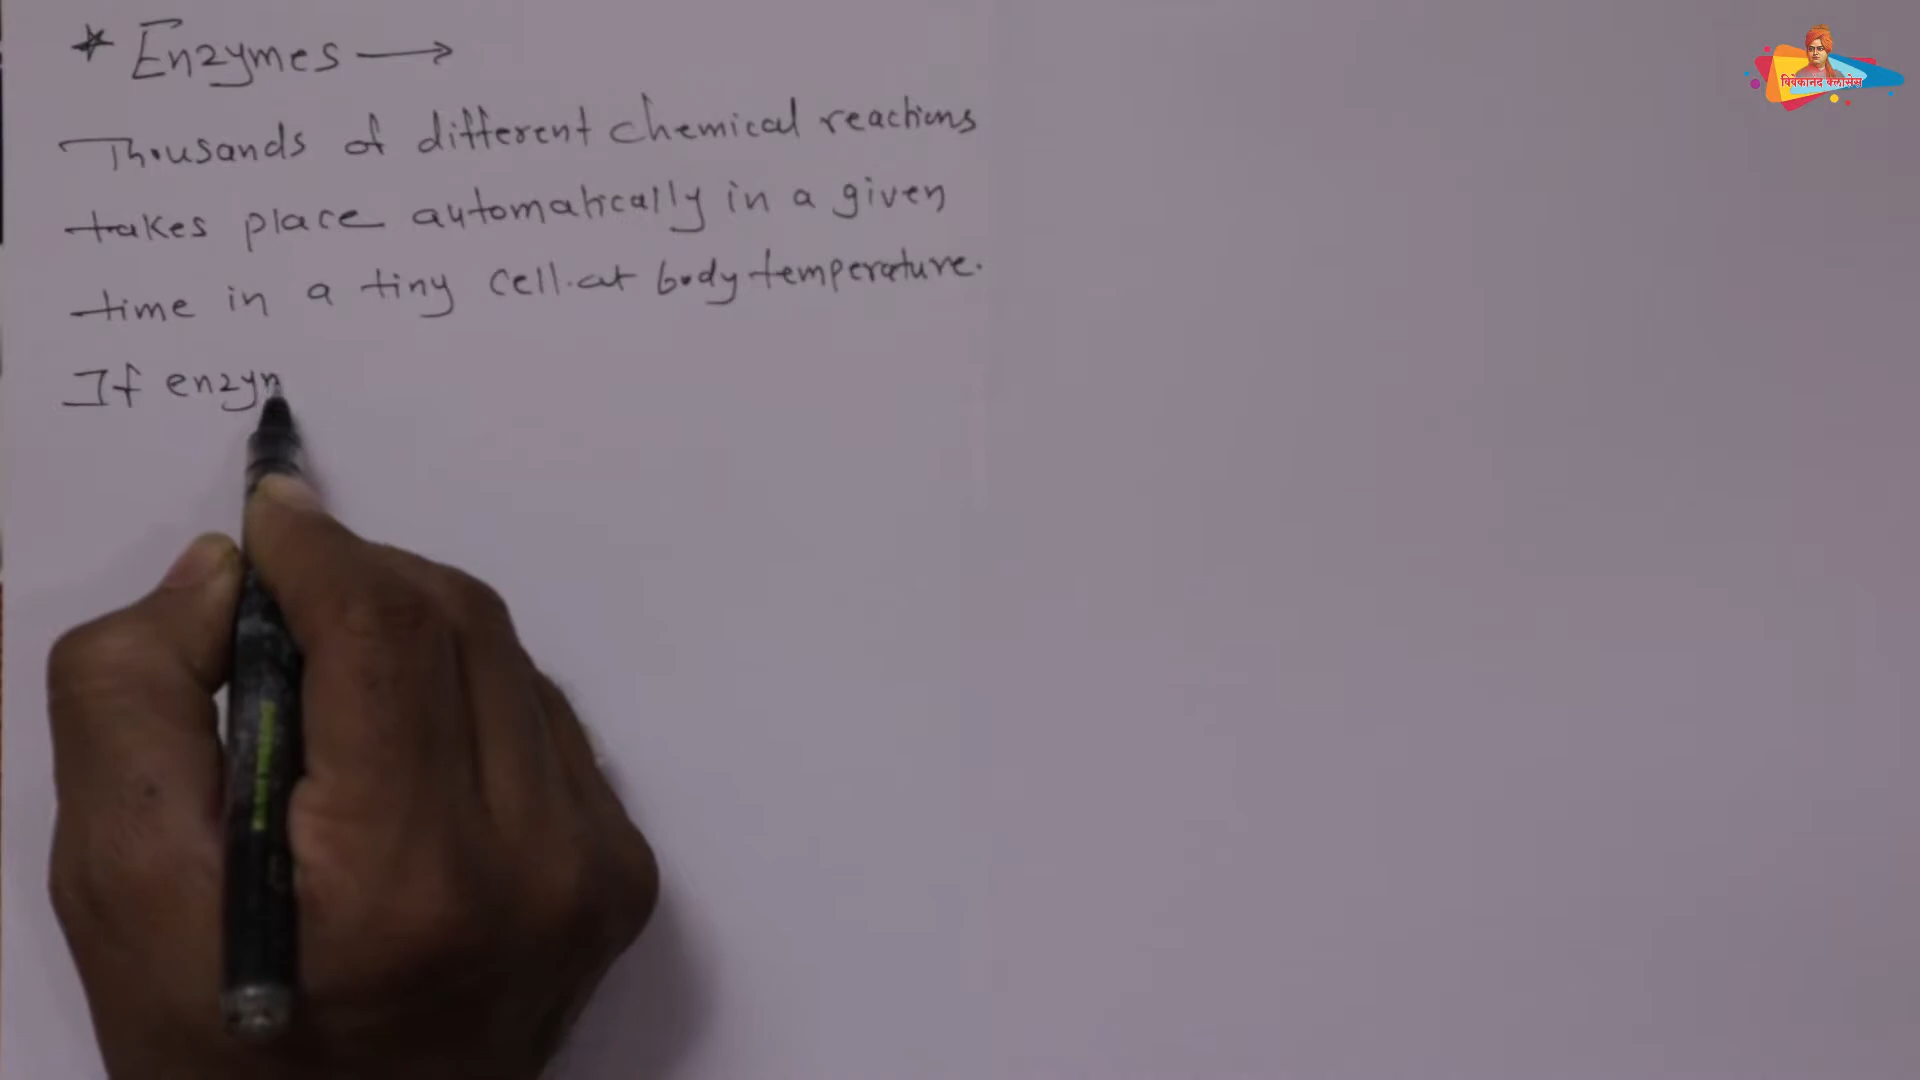 * Enzymes →
Thousands of different chemical reactions
takes place automatically in a given
time in a tiny cell. at body temperature.
If enzym
विवेकानंद क्लासेस